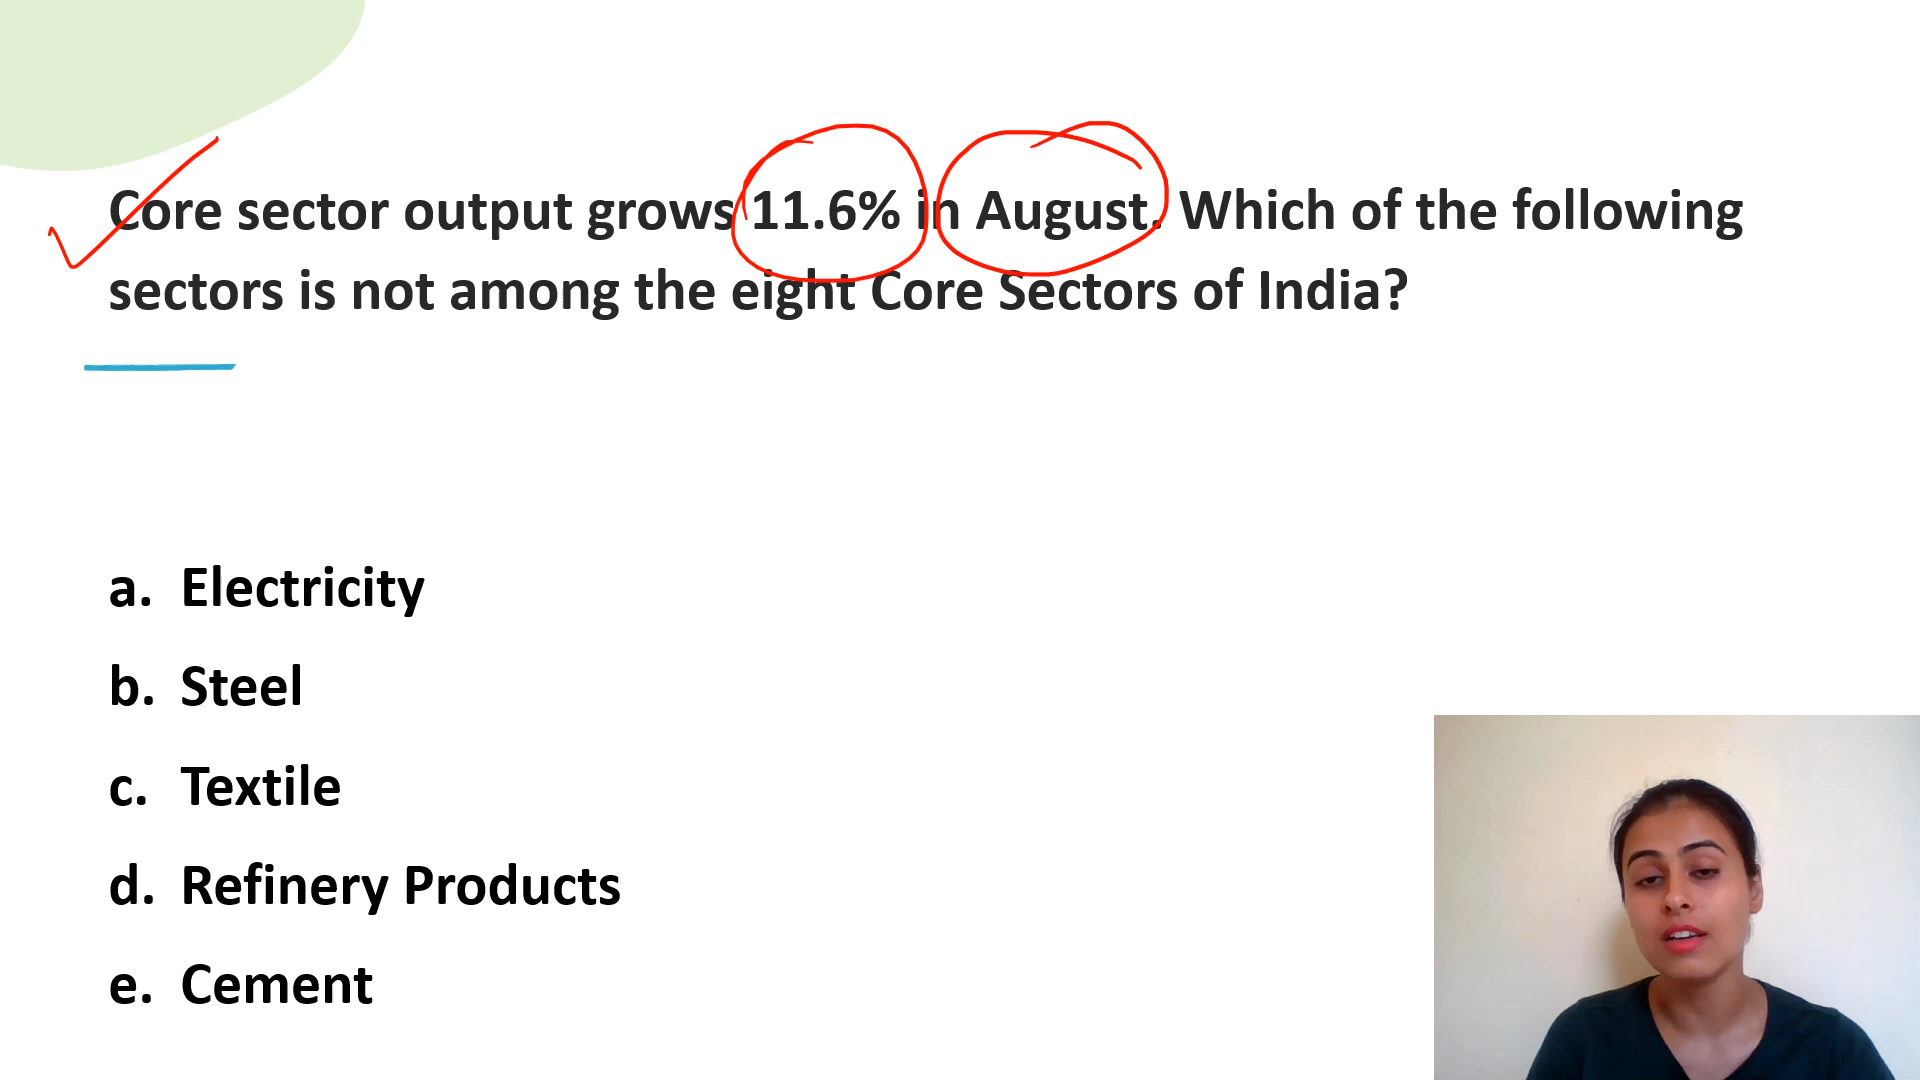 Core sector output grows 11.6% in August. Which of the following
sectors is not among the eight Core Sectors of India?
a. Electricity
b. Steel
c. Textile
d. Refinery Products
e. Cement